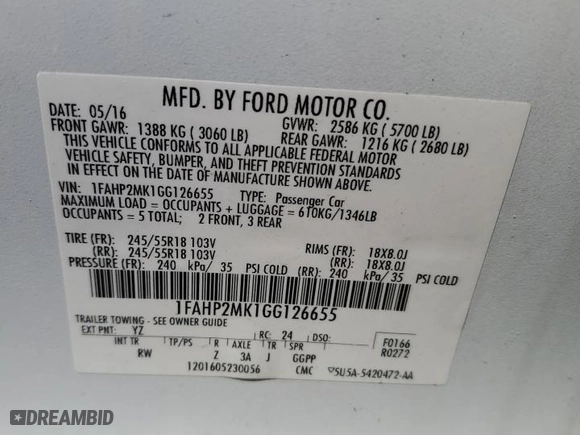 MFD. BY FORD MOTOR CO.
DATE: 05/16 GVWR: 2586 KG ( 5700 LB)
FRONT GAWR: 1388 KG ( 3060 LB) REAR GAWR: 1216 KG ( 2680 LB)
THIS VEHICLE CONFORMS TO ALL APPLICABLE FEDERAL MOTOR
VEHICLE SAFETY, BUMPER, AND THEFT PREVENTION STANDARDS
IN EFFECT ON THE DATE OF MANUFACTURE SHOWN ABOVE.
VIN: 1FAHP2MK1GG126655 TYPE: Passenger Car
MAXIMUM LOAD = OCCUPANTS + LUGGAGE = 610KG/1346LB
OCCUPANTS = 5 TOTAL; 2 FRONT, 3 REAR
TIRE (FR): 245/55R18 103V RIMS (FR): 18X8.0J
(RR): 245/55R18 103V (RR): 18X8.0J
PRESSURE (FR): 240 kPa/ 35 PSI COLD (RR): 240 kPa/ 35 PSI COLD
1FAHP2MK1GG126655
TRAILER TOWING - SEE OWNER GUIDE
EXT PNT: YZ RC: 24 DSO: F0166
INT TR TP/PS R AXLE TR SPR R0272
RW Z 3A J GGPP
1201605230056 CMC SU5A-5420472-AA
DREAMBID